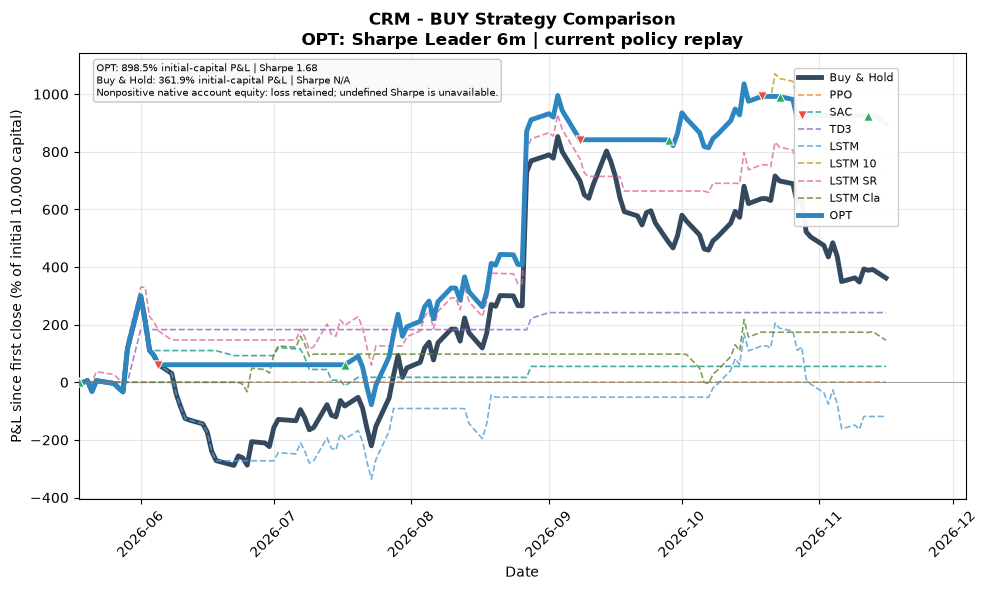 CRM - BUY Strategy Comparison
OPT: Sharpe Leader 6m | current policy replay
OPT: 898.5% initial-capital P&L | Sharpe 1.68
Buy & Hold: 361.9% initial-capital P&L | Sharpe N/A
Nonpositive native account equity: loss retained; undefined Sharpe is unavailable.
Buy & Hold
PPO
SAC
TD3
LSTM
LSTM 10
LSTM SR
LSTM Cla
OPT
P&L since first close (% of initial 10,000 capital)
1000
800
600
400
200
0
−200
−400
2026-06
2026-07
2026-08
2026-09
2026-10
2026-11
2026-12
Date